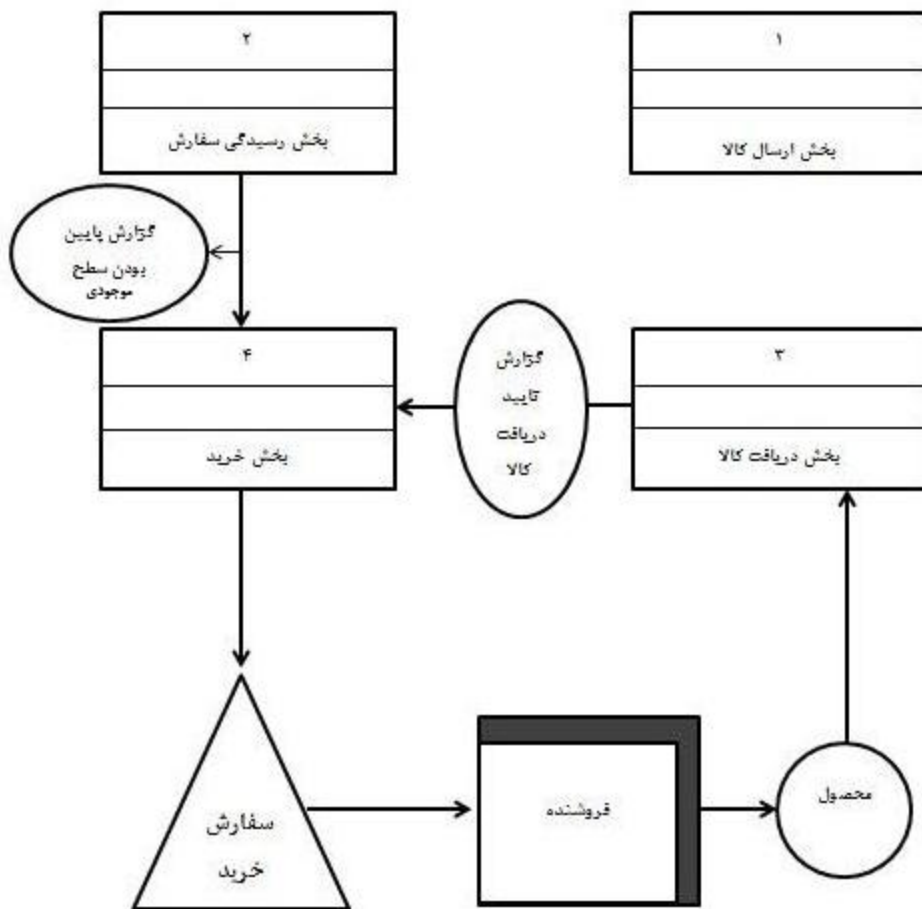 ۱
بخش ارسال کالا
۲
بخش رسیدگی سفارش
گزارش پایین
بودن سطح
موجودی
۳
بخش دریافت کالا
گزارش
تایید
دریافت
کالا
۴
بخش خرید
سفارش
خرید
فروشنده
محصول